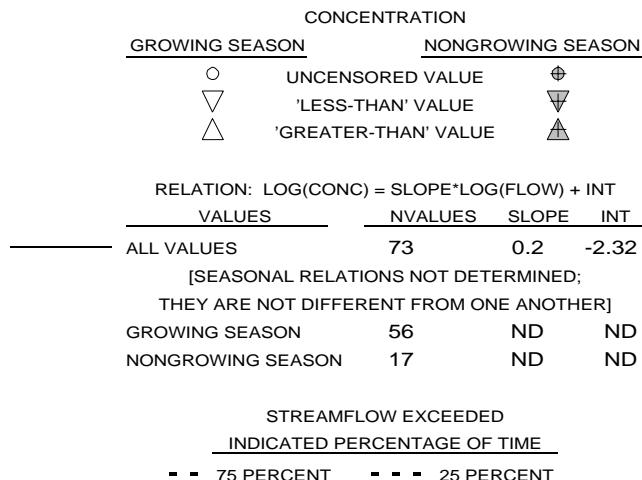 CONCENTRATION
GROWING SEASON NONGROWING SEASON
UNCENSORED VALUE
'LESS-THAN' VALUE
'GREATER-THAN' VALUE
RELATION: LOG(CONC) = SLOPE*LOG(FLOW) + INT
VALUES NVALUES SLOPE INT
ALL VALUES 73 0.2 -2.32
[SEASONAL RELATIONS NOT DETERMINED;
THEY ARE NOT DIFFERENT FROM ONE ANOTHER]
GROWING SEASON 56 ND ND
NONGROWING SEASON 17 ND ND
STREAMFLOW EXCEEDED
INDICATED PERCENTAGE OF TIME
75 PERCENT 25 PERCENT